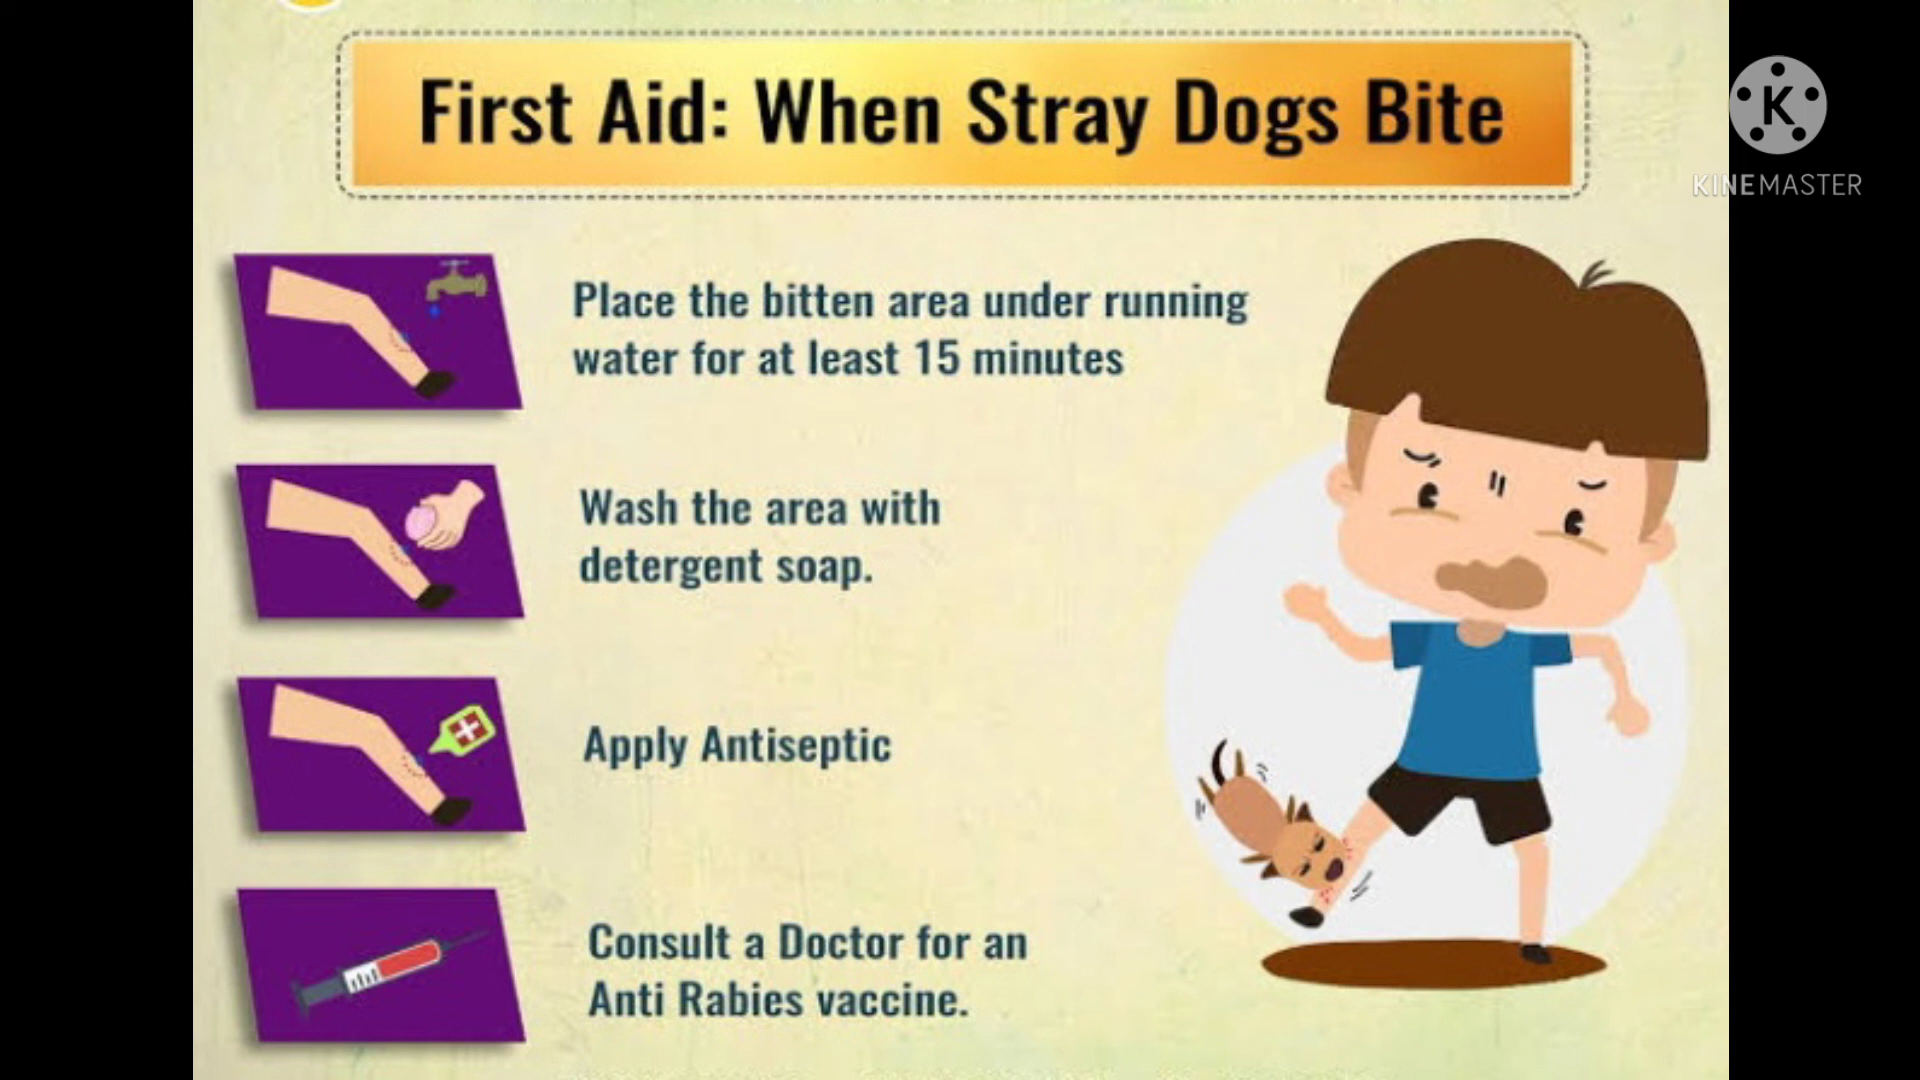 First Aid: When Stray Dogs Bite
K
KINEMASTER
Place the bitten area under running
water for at least 15 minutes
Wash the area with
detergent soap.
Apply Antiseptic
Consult a Doctor for an
Anti Rabies vaccine.